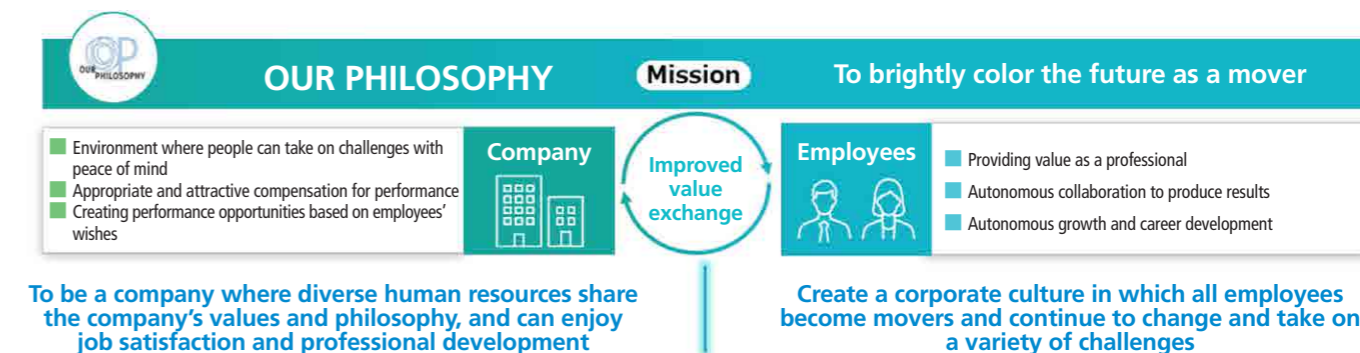 OP
OUR PHILOSOPHY
OUR PHILOSOPHY
Mission
To brightly color the future as a mover
Environment where people can take on challenges with
peace of mind
Appropriate and attractive compensation for performance
Creating performance opportunities based on employees’
wishes
Company
Improved
value
exchange
Employees
Providing value as a professional
Autonomous collaboration to produce results
Autonomous growth and career development
To be a company where diverse human resources share
the company’s values and philosophy, and can enjoy
job satisfaction and professional development
Create a corporate culture in which all employees
become movers and continue to change and take on
a variety of challenges